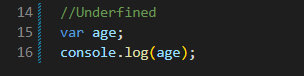 14 //Underfined
15 var age;
16 console.log(age);